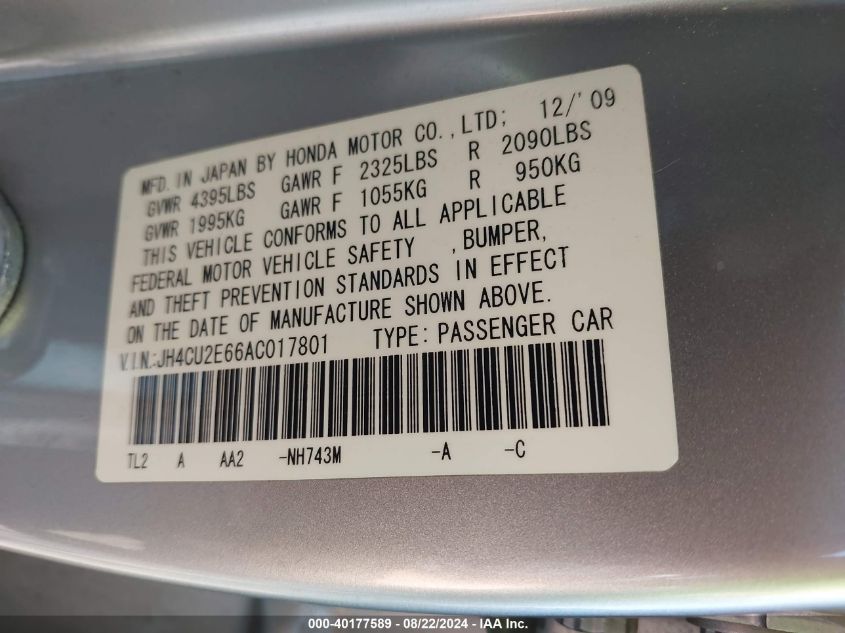 MFD. IN JAPAN BY HONDA MOTOR CO.,LTD; 12/'09
GVWR 4395LBS GAWR F 2325LBS R 2090LBS
GVWR 1995KG GAWR F 1055KG R 950KG
THIS VEHICLE CONFORMS TO ALL APPLICABLE
FEDERAL MOTOR VEHICLE SAFETY ,BUMPER,
AND THEFT PREVENTION STANDARDS IN EFFECT
ON THE DATE OF MANUFACTURE SHOWN ABOVE.
V.I.N.:JH4CU2E66AC017801 TYPE:PASSENGER CAR
TL2 A AA2 -NH743M -A -C
000-40177589 - 08/22/2024 - IAA Inc.